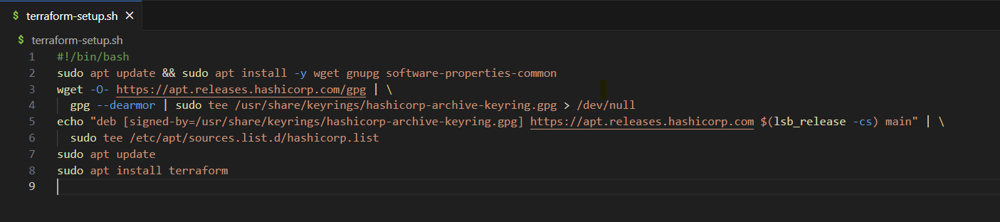 $ terraform-setup.sh ×
$ terraform-setup.sh
1 #!/bin/bash
2 sudo apt update && sudo apt install -y wget gnupg software-properties-common
3 wget -O- https://apt.releases.hashicorp.com/gpg | \
4 gpg --dearmor | sudo tee /usr/share/keyrings/hashicorp-archive-keyring.gpg > /dev/null
5 echo "deb [signed-by=/usr/share/keyrings/hashicorp-archive-keyring.gpg] https://apt.releases.hashicorp.com $(lsb_release -cs) main" | \
6 sudo tee /etc/apt/sources.list.d/hashicorp.list
7 sudo apt update
8 sudo apt install terraform
9